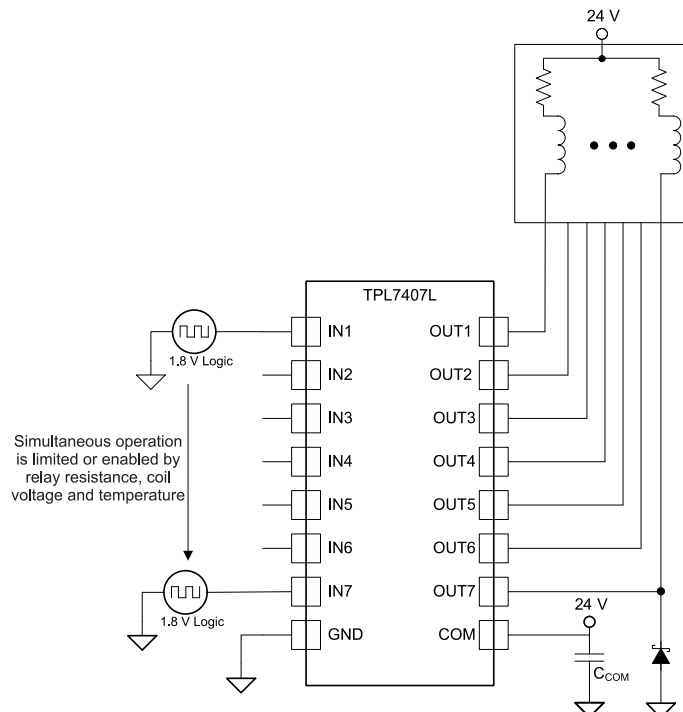 24 V
TPL7407L
IN1
OUT1
1.8 V Logic
IN2
OUT2
IN3
OUT3
Simultaneous operation
is limited or enabled by
relay resistance, coil
voltage and temperature
IN4
OUT4
IN5
OUT5
IN6
OUT6
IN7
OUT7
1.8 V Logic
24 V
GND
COM
CCOM